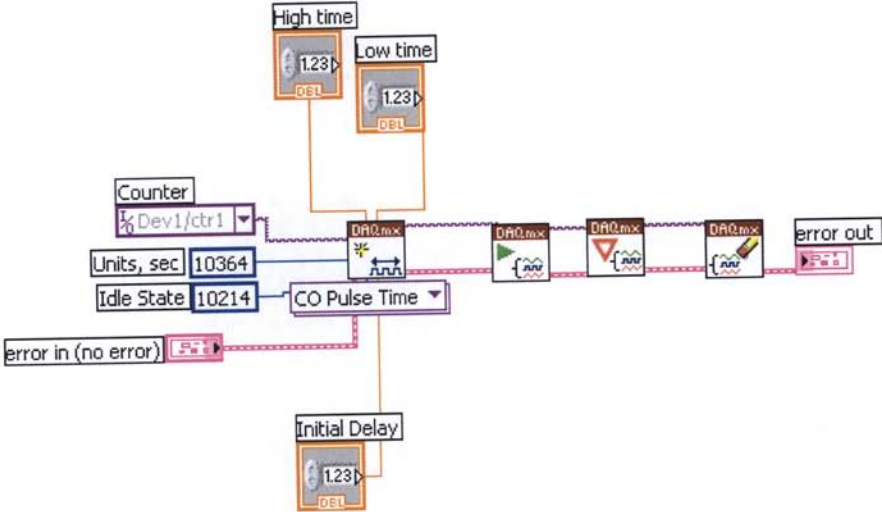 High time
1.23
DBL
Low time
1.23
DBL
Counter
I/O Dev1/ctr1
DAQmx
DAQmx
DAQmx
DAQmx
error out
Units, sec 10364
Idle State 10214
CO Pulse Time
error in (no error)
Initial Delay
1.23
DBL